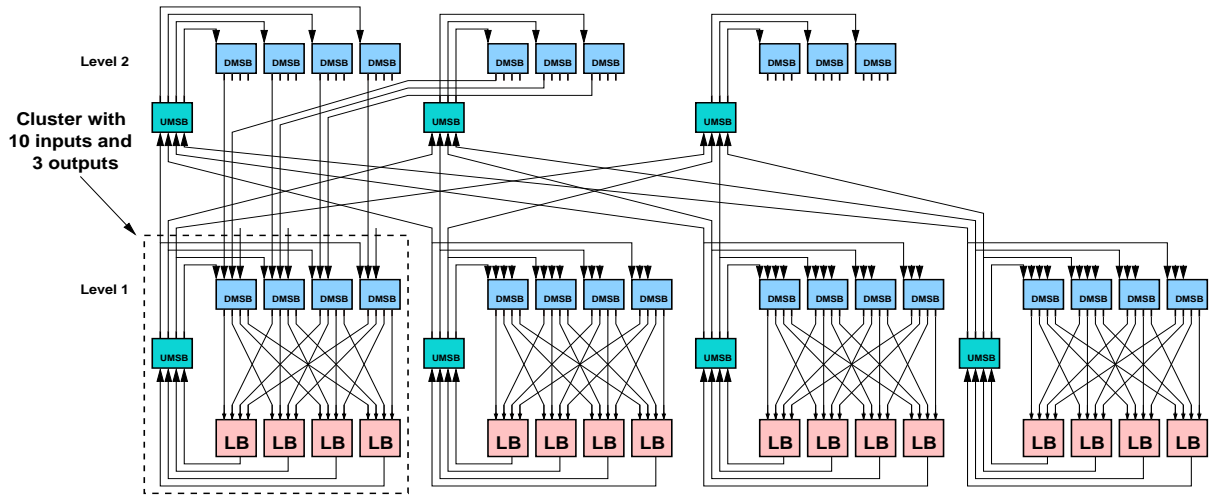 DMSB DMSB DMSB DMSB DMSB DMSB DMSB DMSB DMSB DMSB
Level 2
UMSB UMSB UMSB
Cluster with
10 inputs and
3 outputs
Level 1
DMSB DMSB DMSB DMSB DMSB DMSB DMSB DMSB DMSB DMSB DMSB DMSB DMSB DMSB DMSB DMSB
UMSB UMSB UMSB UMSB
LB LB LB LB LB LB LB LB LB LB LB LB LB LB LB LB